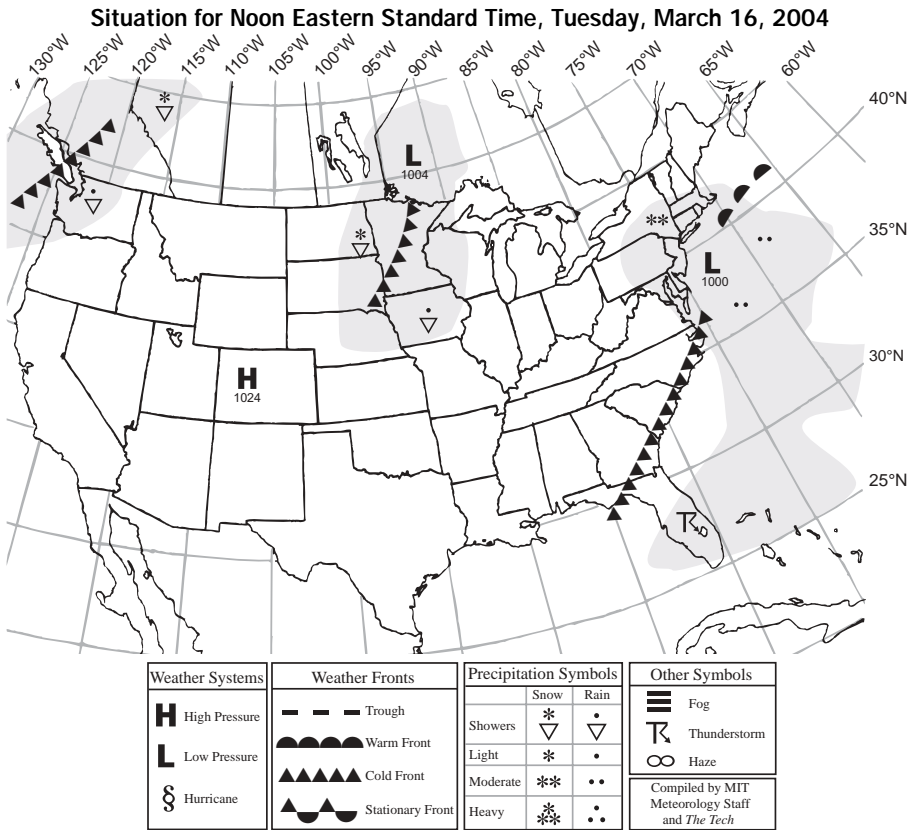 Situation for Noon Eastern Standard Time, Tuesday, March 16, 2004
130°W
125°W
120°W
115°W
110°W
105°W
100°W
95°W
90°W
85°W
80°W
75°W
70°W
65°W
60°W
40°N
35°N
30°N
25°N
L
1004
L
1000
H
1024
Weather Systems
H High Pressure
L Low Pressure
§ Hurricane
Weather Fronts
Trough
Warm Front
Cold Front
Stationary Front
Precipitation Symbols
Snow Rain
Showers
Light
Moderate
Heavy
Other Symbols
Fog
Thunderstorm
Haze
Compiled by MIT
Meteorology Staff
and The Tech